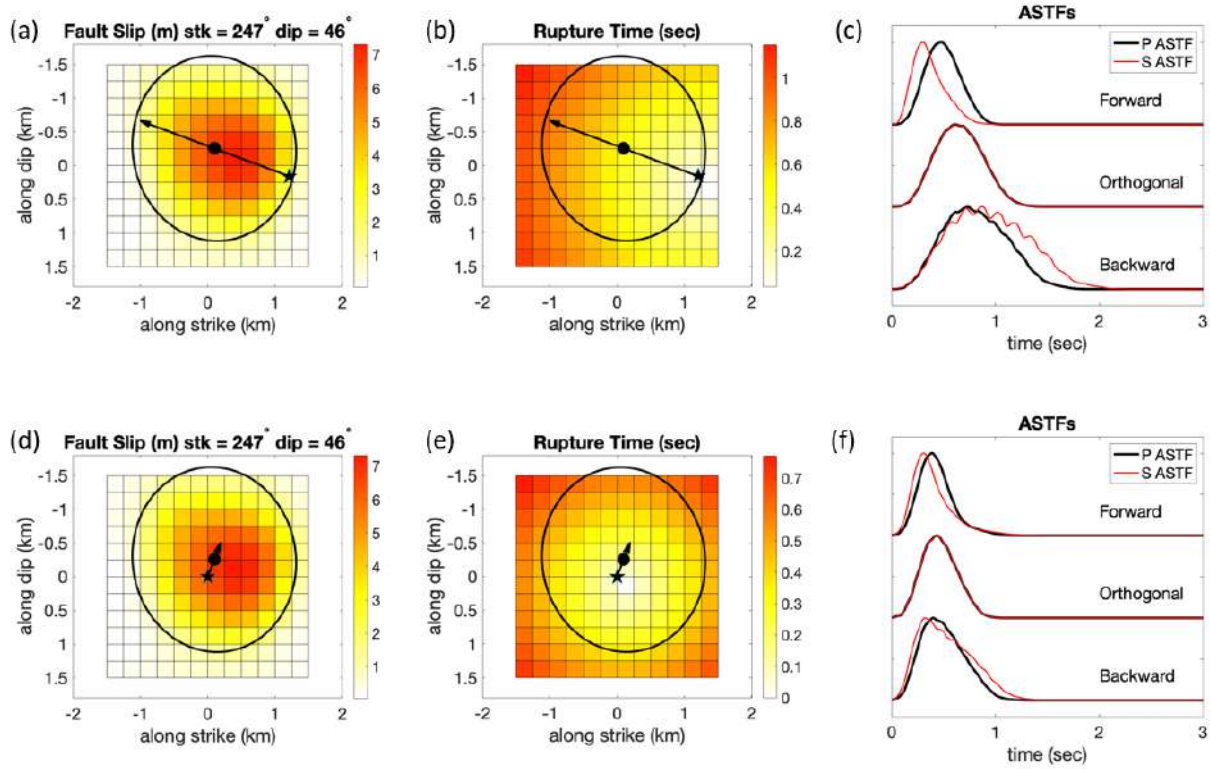 (a)
Fault Slip (m) stk = 247° dip = 46°
-1.5
-1
-0.5
0
0.5
1
1.5
along dip (km)
-2
-1
0
1
2
along strike (km)
7
6
5
4
3
2
1
(b)
Rupture Time (sec)
-1.5
-1
-0.5
0
0.5
1
1.5
along dip (km)
-2
-1
0
1
2
along strike (km)
1
0.8
0.6
0.4
0.2
(c)
ASTFs
P ASTF
S ASTF
Forward
Orthogonal
Backward
0
1
2
3
time (sec)
(d)
Fault Slip (m) stk = 247° dip = 46°
-1.5
-1
-0.5
0
0.5
1
1.5
along dip (km)
-2
-1
0
1
2
along strike (km)
7
6
5
4
3
2
1
(e)
Rupture Time (sec)
-1.5
-1
-0.5
0
0.5
1
1.5
along dip (km)
-2
-1
0
1
2
along strike (km)
0.7
0.6
0.5
0.4
0.3
0.2
0.1
0
(f)
ASTFs
P ASTF
S ASTF
Forward
Orthogonal
Backward
0
1
2
3
time (sec)